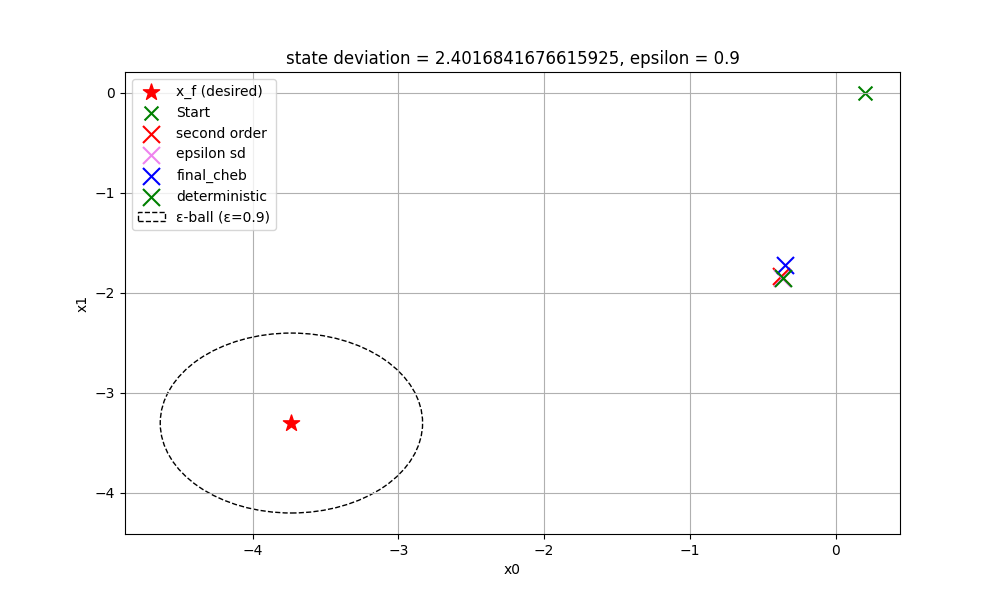 state deviation = 2.4016841676615925, epsilon = 0.9
x_f (desired)
Start
second order
epsilon sd
final_cheb
deterministic
ε-ball (ε=0.9)
0
−1
−2
−3
−4
x1
−4
−3
−2
−1
0
x0